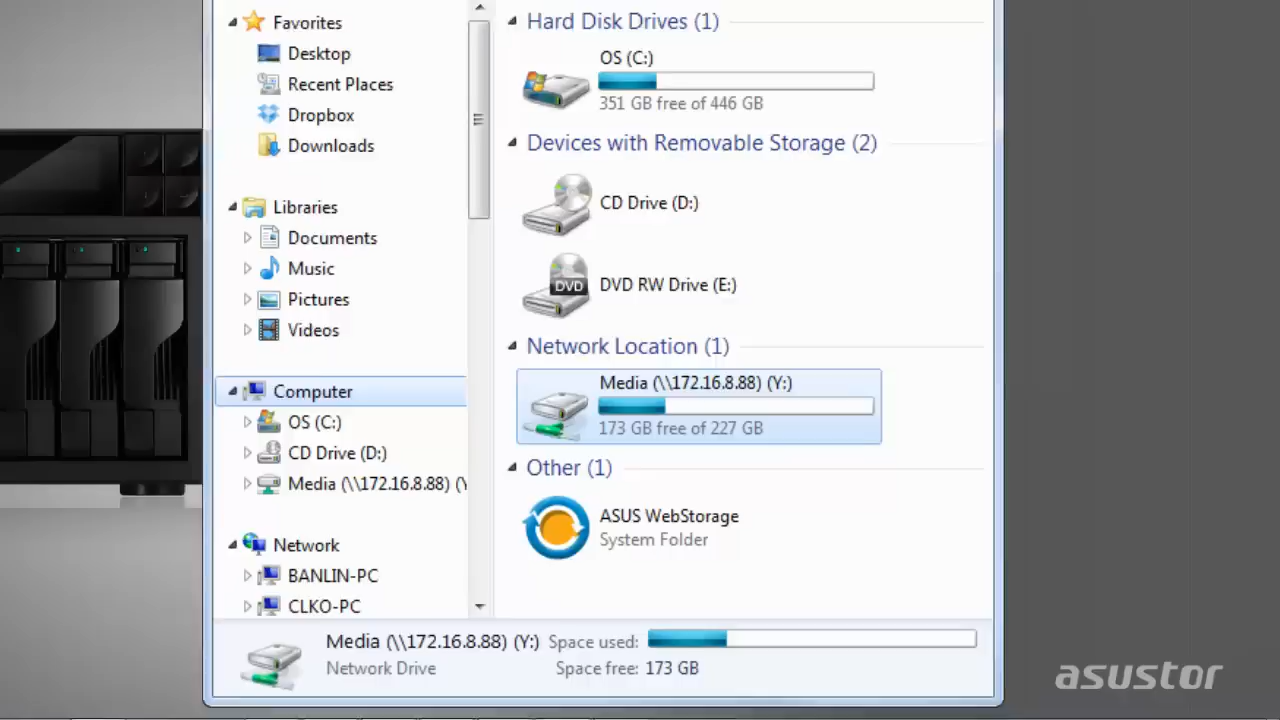 Favorites
Desktop
Recent Places
Dropbox
Downloads
Libraries
Documents
Music
Pictures
Videos
Computer
OS (C:)
CD Drive (D:)
Media (\\172.16.8.88) (Y
Network
BANLIN-PC
CLKO-PC
Hard Disk Drives (1)
OS (C:)
351 GB free of 446 GB
Devices with Removable Storage (2)
CD Drive (D:)
DVD
DVD RW Drive (E:)
Network Location (1)
Media (\\172.16.8.88) (Y:)
173 GB free of 227 GB
Other (1)
ASUS WebStorage
System Folder
Media (\\172.16.8.88) (Y:) Space used:
Network Drive Space free: 173 GB
asustor